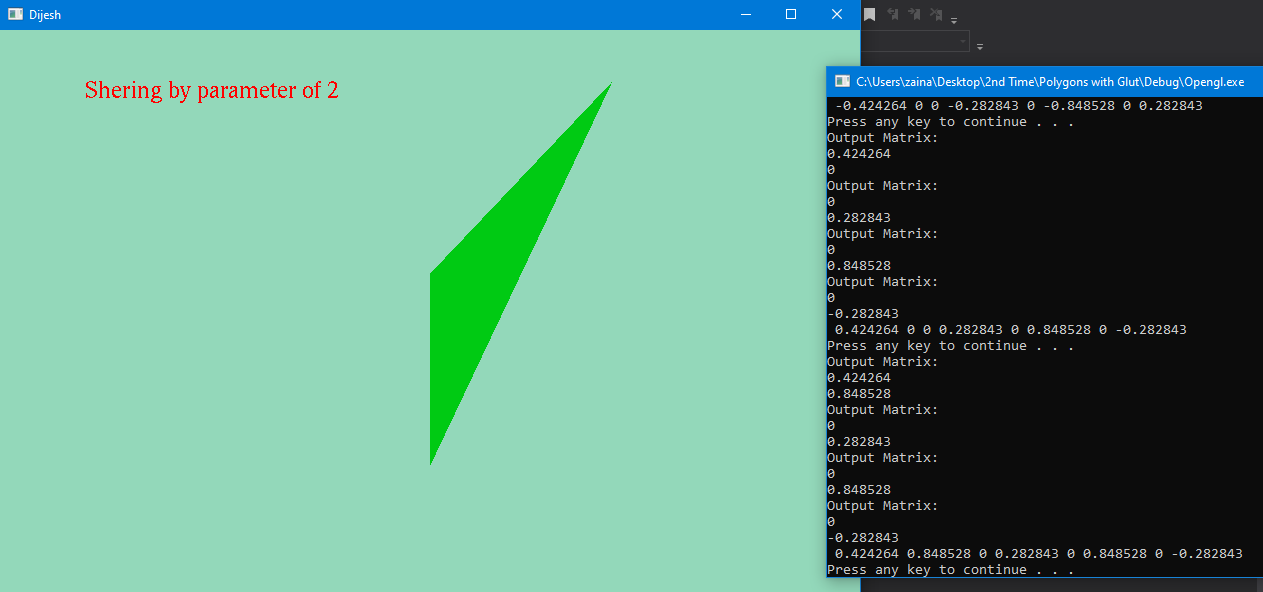 Dijesh
Shering by parameter of 2
C:\Users\zaina\Desktop\2nd Time\Polygons with Glut\Debug\Opengl.exe
-0.424264 0 0 -0.282843 0 -0.848528 0 0.282843
Press any key to continue . . .
Output Matrix:
0.424264
0
Output Matrix:
0
0.282843
Output Matrix:
0
0.848528
Output Matrix:
0
-0.282843
0.424264 0 0 0.282843 0 0.848528 0 -0.282843
Press any key to continue . . .
Output Matrix:
0.424264
0.848528
Output Matrix:
0
0.282843
Output Matrix:
0
0.848528
Output Matrix:
0
-0.282843
0.424264 0.848528 0 0.282843 0 0.848528 0 -0.282843
Press any key to continue . . .